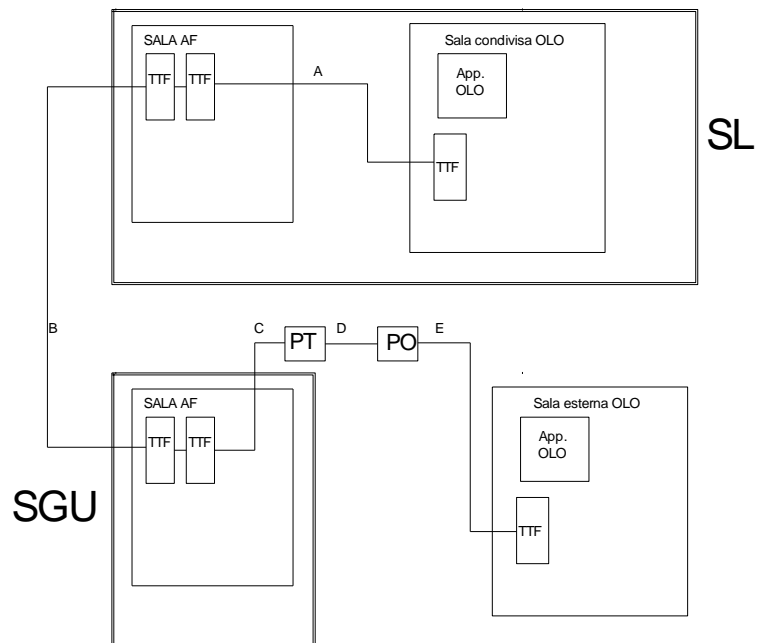 SALA AF
TTF
TTF
A
Sala condivisa OLO
App.
OLO
TTF
SL
B
C
PT
D
PO
E
SALA AF
TTF
TTF
SGU
Sala esterna OLO
App.
OLO
TTF